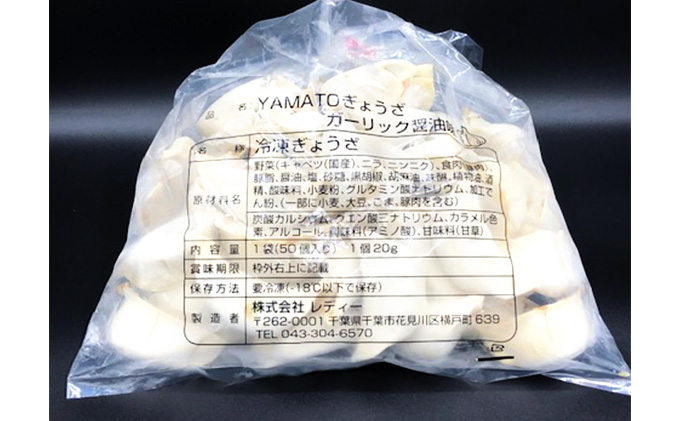 品 名 YAMATOぎょうざ
ガーリック醤油味
名 称 冷凍ぎょうざ
原材料名 野菜(キャベツ(国産)、ニラ、ニンニク)、食肉(豚肉)、
豚脂、醤油、塩、砂糖、黒胡椒、胡麻油、味醂、植物油、酒
精、酸味料、小麦粉、グルタミン酸ナトリウム、加工で
ん粉、(一部に小麦、大豆、ごま、豚肉を含む)
炭酸カルシウム、クエン酸三ナトリウム、カラメル色
素、アルコール、調味料(アミノ酸)、甘味料(甘草)
内 容 量 1袋(50個入り) 1個20g
賞味期限 枠外右上に記載
保存方法 要冷凍(-18℃以下で保存)
製 造 者 株式会社 レディー
〒262-0001 千葉県千葉市花見川区横戸町639
TEL 043-304-6570